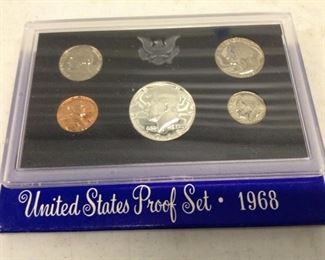 United States Proof Set · 1968